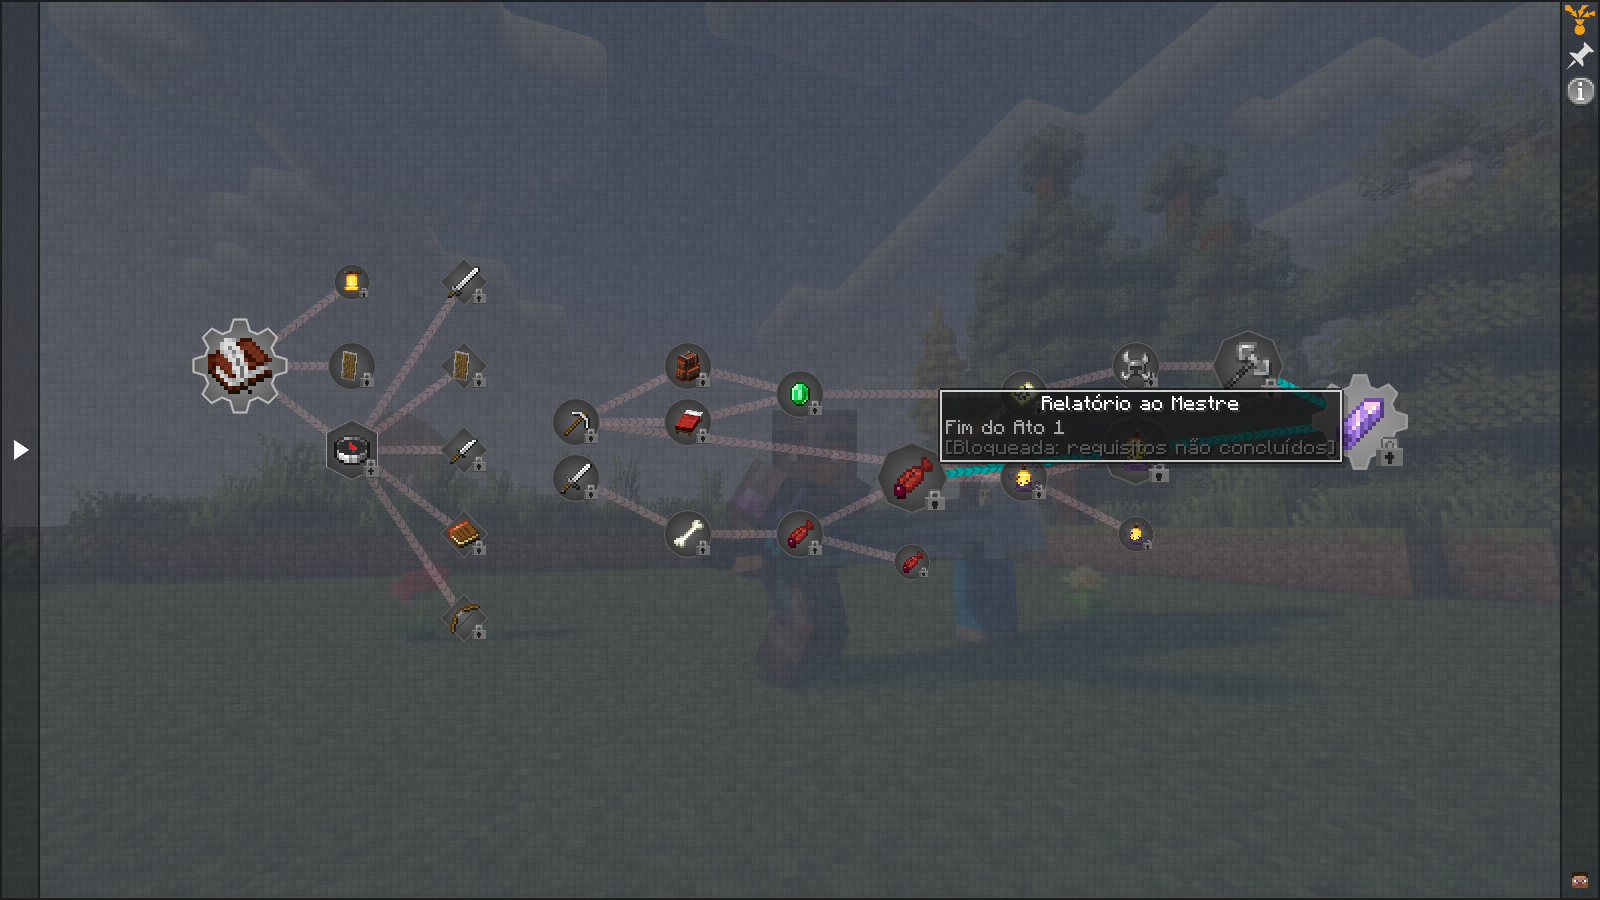 Relatório ao Mestre
Fim do Ato 1
[Bloqueada: requisitos não concluídos]